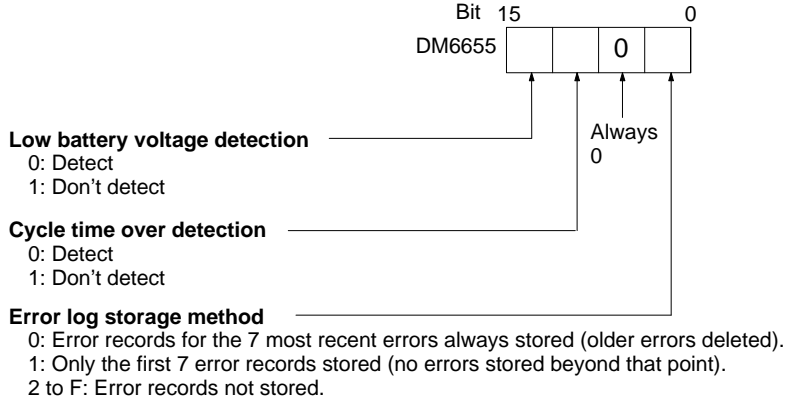 Bit 15 0
DM6655 0
Always
0
Low battery voltage detection
0: Detect
1: Don't detect
Cycle time over detection
0: Detect
1: Don't detect
Error log storage method
0: Error records for the 7 most recent errors always stored (older errors deleted).
1: Only the first 7 error records stored (no errors stored beyond that point).
2 to F: Error records not stored.